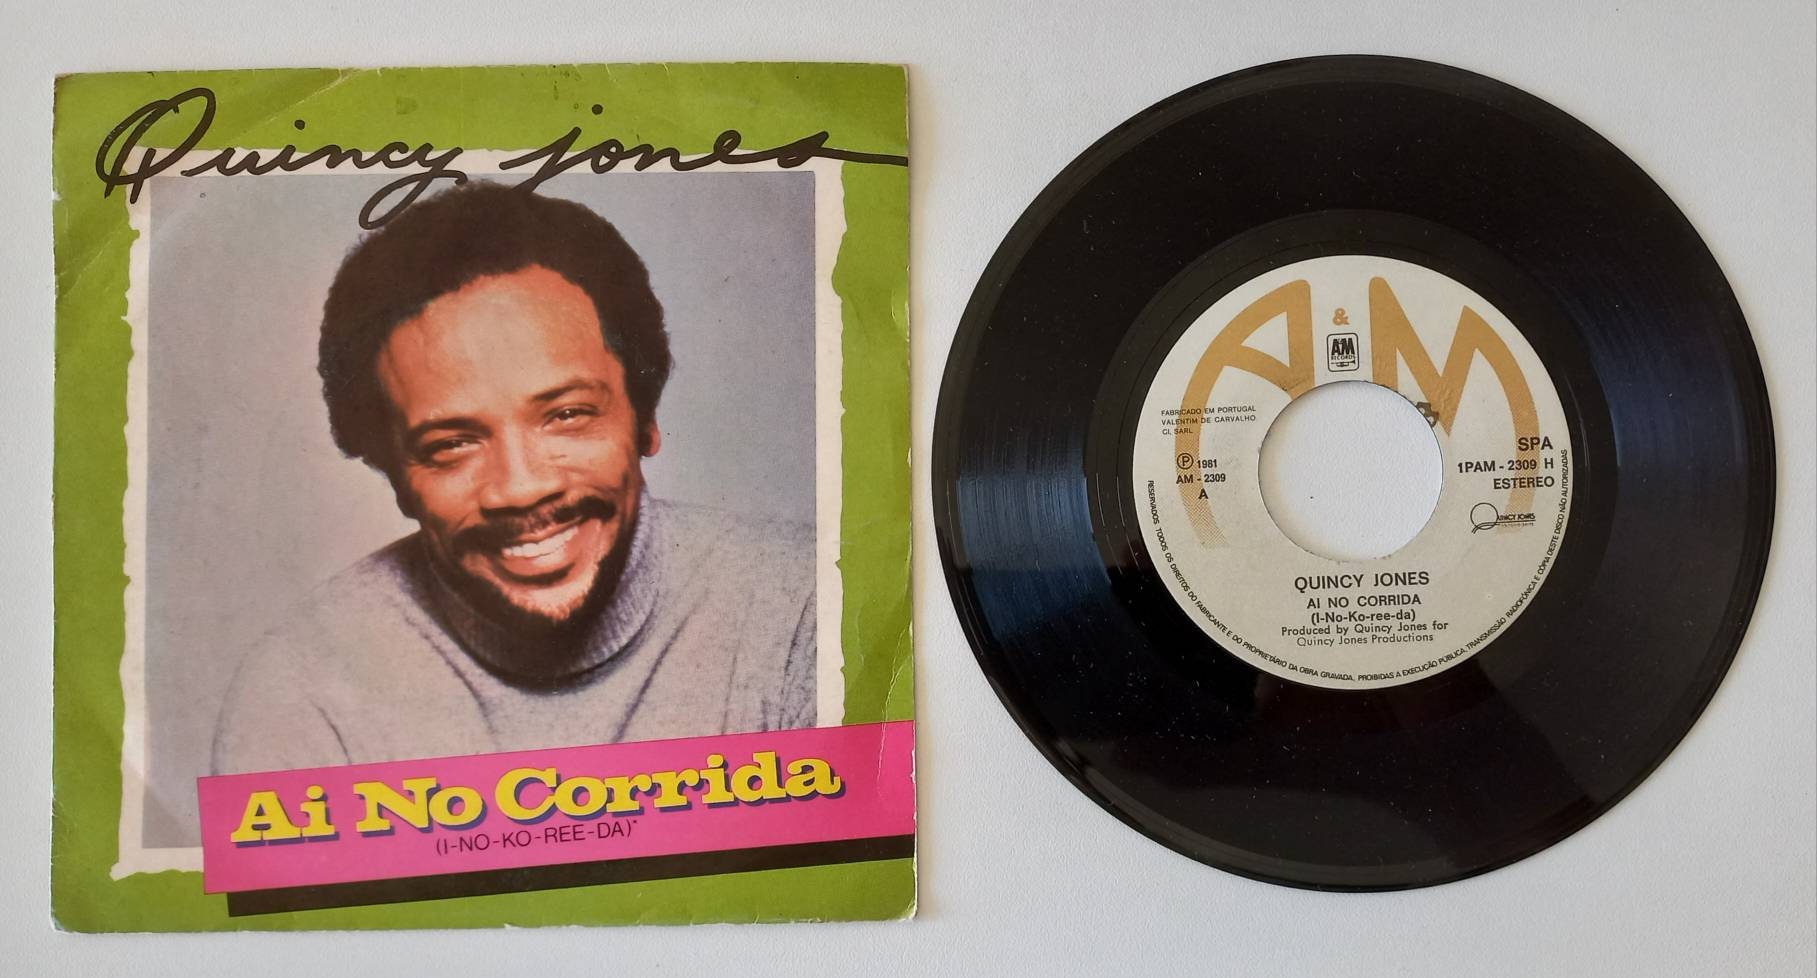 Quincy Jones
Ai No Corrida
(I-NO-KO-REE-DA)*
A & M
A&M
RECORDS
FABRICADO EM PORTUGAL
VALENTIM DE CARVALHO
CI, SARL
Ⓟ 1981
AM - 2309
A
SPA
1PAM - 2309 H
ESTEREO
QUINCY JONES
QUINCY JONES
AI NO CORRIDA
(I-No-Ko-ree-da)
Produced by Quincy Jones for
Quincy Jones Productions
RESERVADOS TODOS OS DIREITOS DO FABRICANTE E DO PROPRIETÁRIO DA OBRA GRAVADA, PROIBIDAS A EXECUÇÃO PÚBLICA, TRANSMISSÃO RADIOFÓNICA E CÓPIA DESTE DISCO NÃO AUTORIZADAS